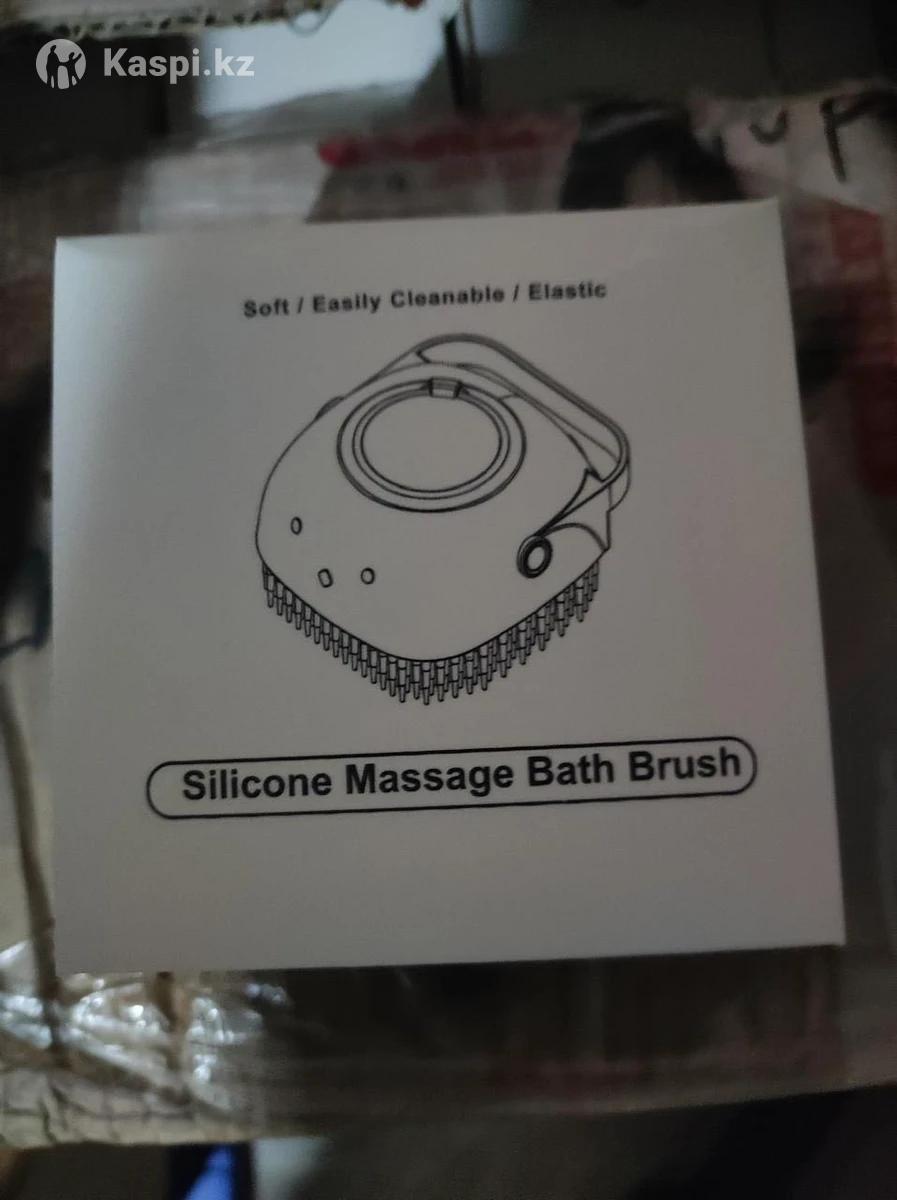 Kaspi.kz
Soft / Easily Cleanable / Elastic
Silicone Massage Bath Brush